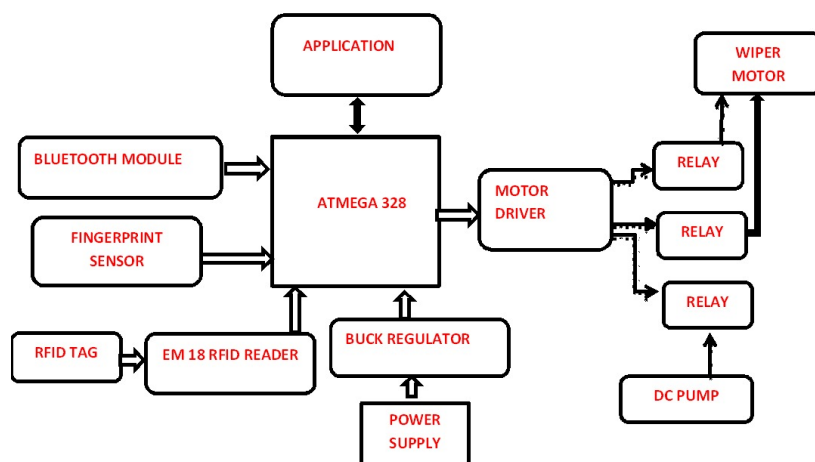 APPLICATION
WIPER
MOTOR
BLUETOOTH MODULE
ATMEGA 328
MOTOR
DRIVER
RELAY
FINGERPRINT
SENSOR
RELAY
RELAY
RFID TAG
EM 18 RFID READER
BUCK REGULATOR
DC PUMP
POWER
SUPPLY